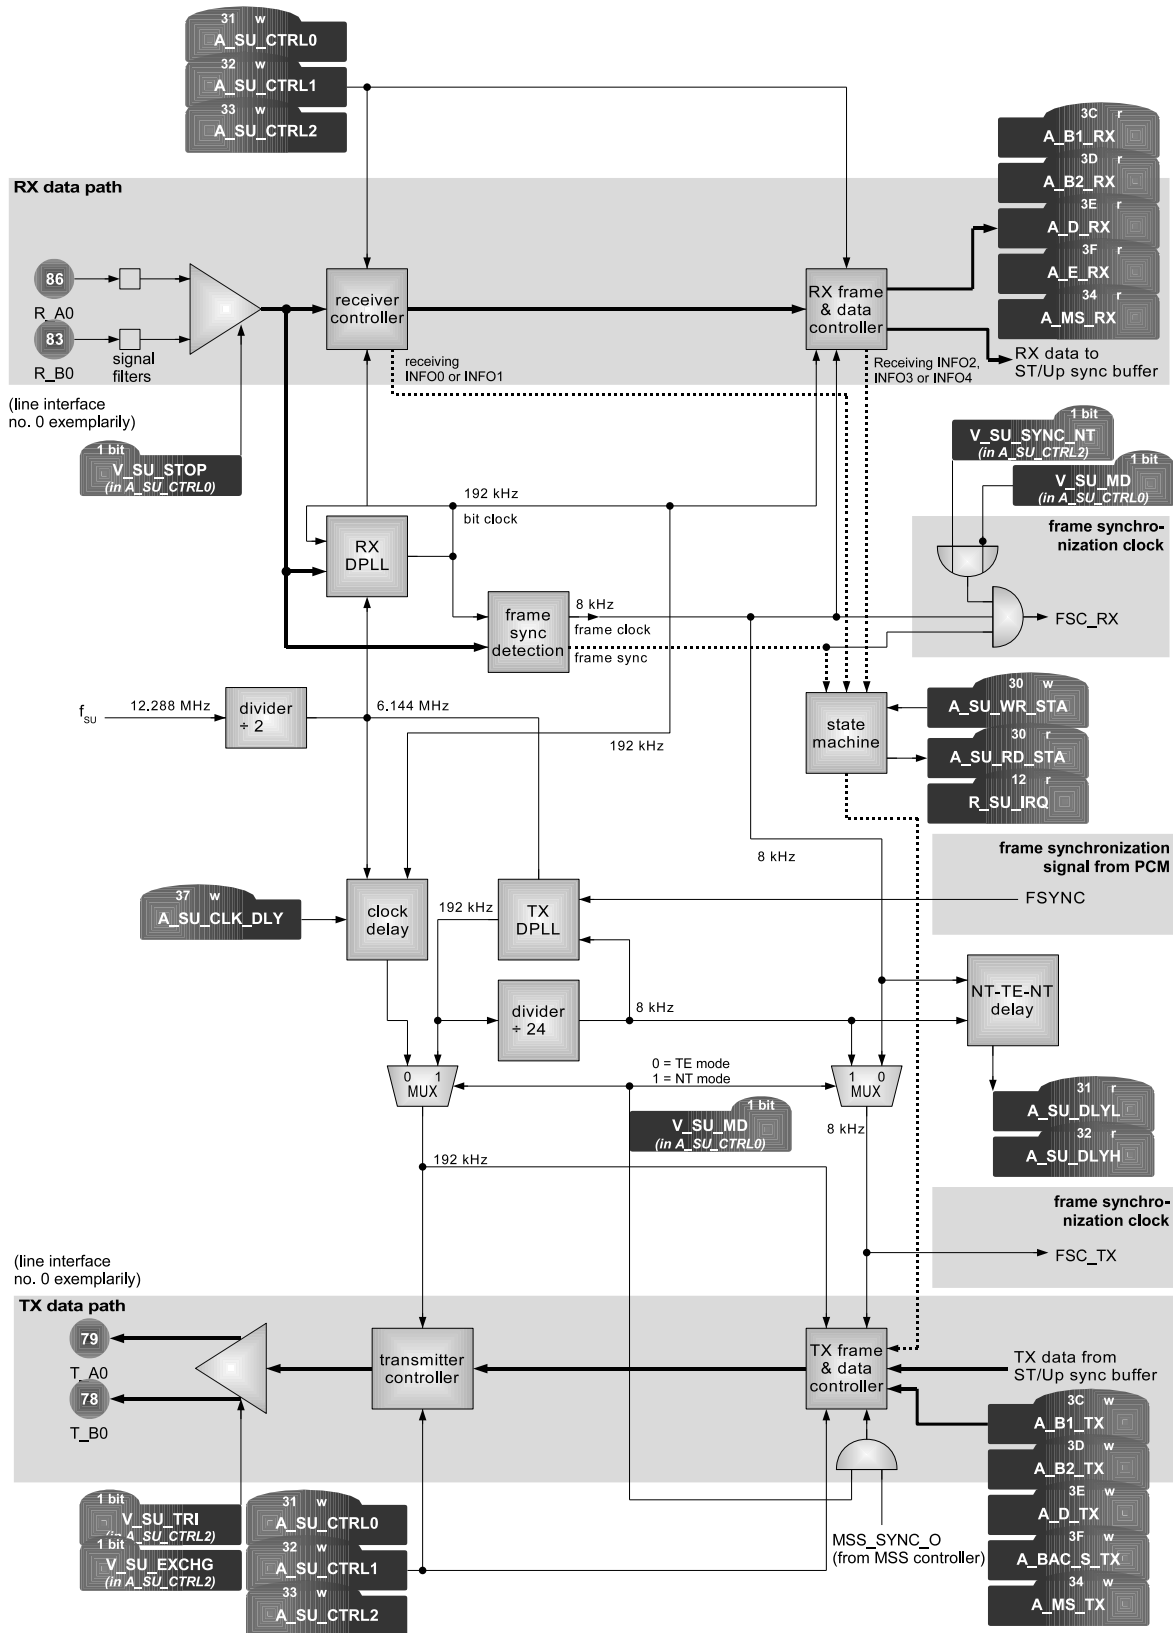 31 w
A_SU_CTRL0
32 w
A_SU_CTRL1
33 w
A_SU_CTRL2
3C r
A_B1_RX
3D r
A_B2_RX
3E r
A_D_RX
3F r
A_E_RX
34 r
A_MS_RX
RX data path
86
R_A0
83
R_B0
signal
filters
receiver
controller
RX frame
& data
controller
receiving
INFO0 or INFO1
Receiving INFO2,
INFO3 or INFO4
RX data to
ST/Up sync buffer
(line interface
no. 0 exemplarily)
1 bit
V_SU_STOP
(in A_SU_CTRL0)
1 bit
V_SU_SYNC_NT
(in A_SU_CTRL2)
1 bit
V_SU_MD
(in A_SU_CTRL0)
192 kHz
bit clock
RX
DPLL
frame synchro-
nization clock
frame
sync
detection
8 kHz
frame clock
frame sync
FSC_RX
fSU
12.288 MHz
divider
÷ 2
6.144 MHz
192 kHz
state
machine
30 w
A_SU_WR_STA
30 r
A_SU_RD_STA
12 r
R_SU_IRQ
8 kHz
frame synchronization
signal from PCM
FSYNC
37 w
A_SU_CLK_DLY
clock
delay
192 kHz
TX
DPLL
divider
÷ 24
8 kHz
NT-TE-NT
delay
0 1
MUX
0 = TE mode
1 = NT mode
1 0
MUX
1 bit
V_SU_MD
(in A_SU_CTRL0)
8 kHz
31 r
A_SU_DLYL
32 r
A_SU_DLYH
192 kHz
frame synchro-
nization clock
FSC_TX
(line interface
no. 0 exemplarily)
TX data path
79
T_A0
78
T_B0
transmitter
controller
TX frame
& data
controller
TX data from
ST/Up sync buffer
3C w
A_B1_TX
3D w
A_B2_TX
3E w
A_D_TX
3F w
A_BAC_S_TX
34 w
A_MS_TX
1 bit
V_SU_TRI
(in A_SU_CTRL2)
1 bit
V_SU_EXCHG
(in A_SU_CTRL2)
31 w
A_SU_CTRL0
32 w
A_SU_CTRL1
33 w
A_SU_CTRL2
MSS_SYNC_O
(from MSS controller)